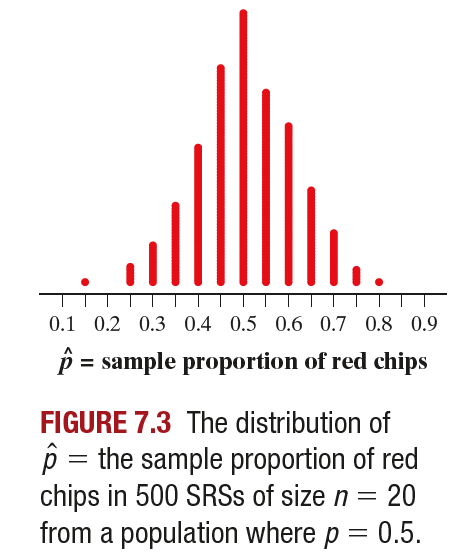 0.1 0.2 0.3 0.4 0.5 0.6 0.7 0.8 0.9
p̂ = sample proportion of red chips
FIGURE 7.3 The distribution of
p̂ = the sample proportion of red
chips in 500 SRSs of size n = 20
from a population where p = 0.5.